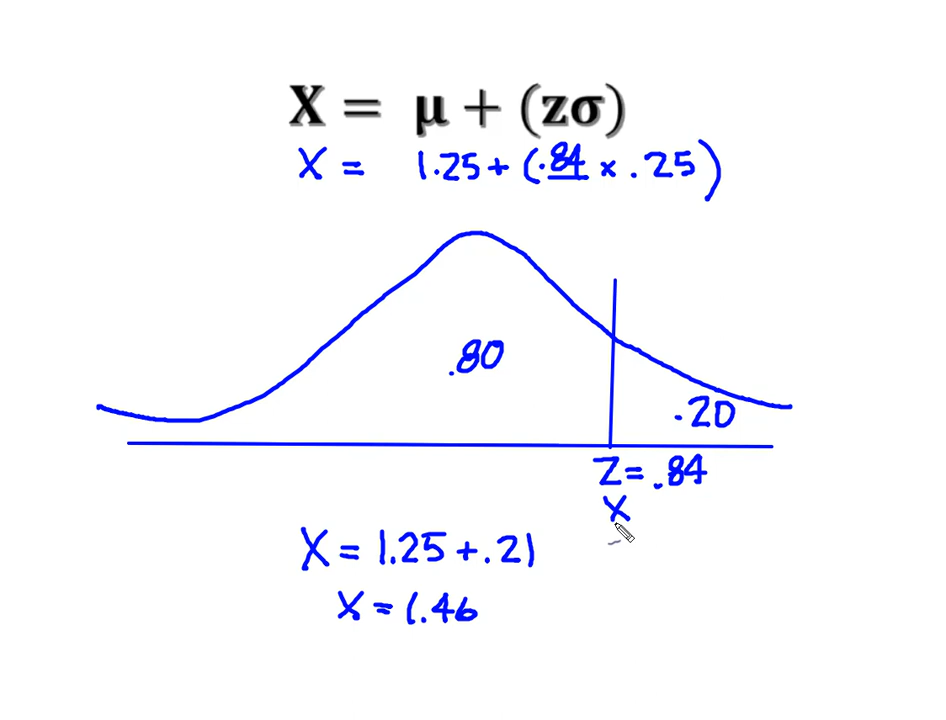 X = μ + (zσ)
X = 1.25 + (.84 x .25)
.80
.20
Z = .84
X
X = 1.25 + .21
X = 1.46